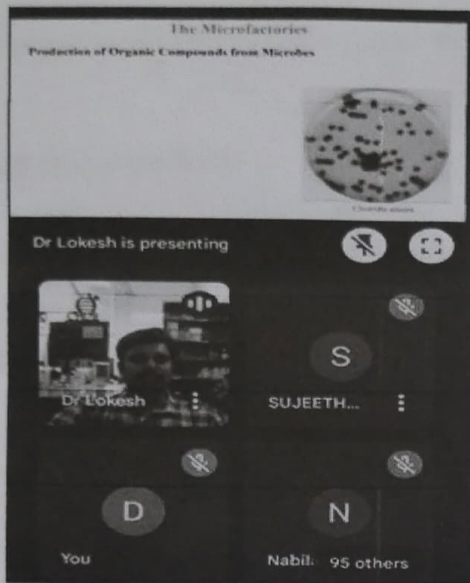 The Microfactories
Production of Organic Compounds from Microbes
Dr Lokesh is presenting
S
Dr Lokesh
SUJEETH...
D
N
You
Nabil: 95 others